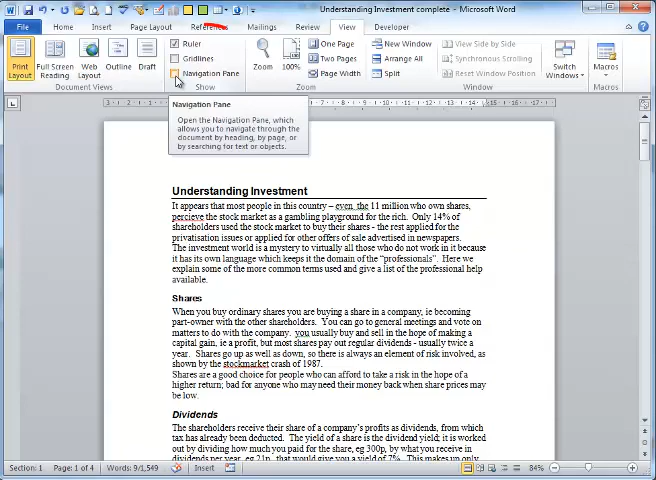 Understanding Investment complete - Microsoft Word
File Home Insert Page Layout References Mailings Review View Developer
Print Layout
Full Screen Reading
Web Layout
Outline
Draft
Document Views
Ruler
Gridlines
Navigation Pane
Show
Zoom
100%
One Page
Two Pages
Page Width
Zoom
New Window
Arrange All
Split
View Side by Side
Synchronous Scrolling
Reset Window Position
Window
Switch Windows
Macros
Macros
Navigation Pane
Open the Navigation Pane, which
allows you to navigate through the
document by heading, by page, or
by searching for text or objects.
Understanding Investment
It appears that most people in this country – even the 11 million who own shares,
percieve the stock market as a gambling playground for the rich. Only 14% of
shareholders used the stock market to buy their shares - the rest applied for the
privatisation issues or applied for other offers of sale advertised in newspapers.
The investment world is a mystery to virtually all those who do not work in it because
it has its own language which keeps it the domain of the “professionals”. Here we
explain some of the more common terms used and give a list of the professional help
available.
Shares
When you buy ordinary shares you are buying a share in a company, ie becoming
part-owner with the other shareholders. You can go to general meetings and vote on
matters to do with the company. you usually buy and sell in the hope of making a
capital gain, ie a profit, but most shares pay out regular dividends - usually twice a
year. Shares go up as well as down, so there is always an element of risk involved, as
shown by the stockmarket crash of 1987.
Shares are a good choice for people who can afford to take a risk in the hope of a
higher return; bad for anyone who may need their money back when share prices may
be low.
Dividends
The shareholders receive their share of a company's profits as dividends, from which
tax has already been deducted. The yield of a share is the dividend yield; it is worked
out by dividing how much you paid for the share, eg 300p, by what you receive in
dividends per year, eg 21p, that would give you a yield of 7%. This makes up only
Section: 1 Page: 1 of 4 Words: 9/1,549 Insert 84%